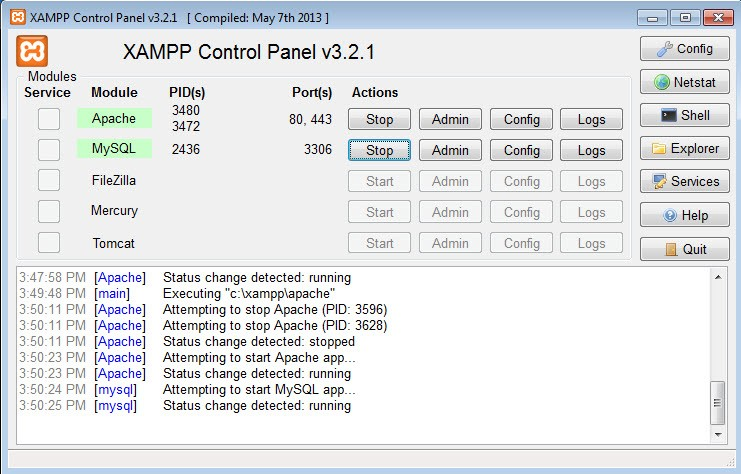 XAMPP Control Panel v3.2.1 [ Compiled: May 7th 2013 ]
XAMPP Control Panel v3.2.1
Config
Modules
Service Module PID(s) Port(s) Actions
Netstat
Apache 3480 3472 80, 443 Stop Admin Config Logs
Shell
MySQL 2436 3306 Stop Admin Config Logs
Explorer
FileZilla Start Admin Config Logs
Services
Mercury Start Admin Config Logs
Help
Tomcat Start Admin Config Logs
Quit
3:47:58 PM [Apache] Status change detected: running
3:49:48 PM [main] Executing "c:\xampp\apache"
3:50:11 PM [Apache] Attempting to stop Apache (PID: 3596)
3:50:11 PM [Apache] Attempting to stop Apache (PID: 3628)
3:50:11 PM [Apache] Status change detected: stopped
3:50:23 PM [Apache] Attempting to start Apache app...
3:50:23 PM [Apache] Status change detected: running
3:50:24 PM [mysql] Attempting to start MySQL app...
3:50:25 PM [mysql] Status change detected: running